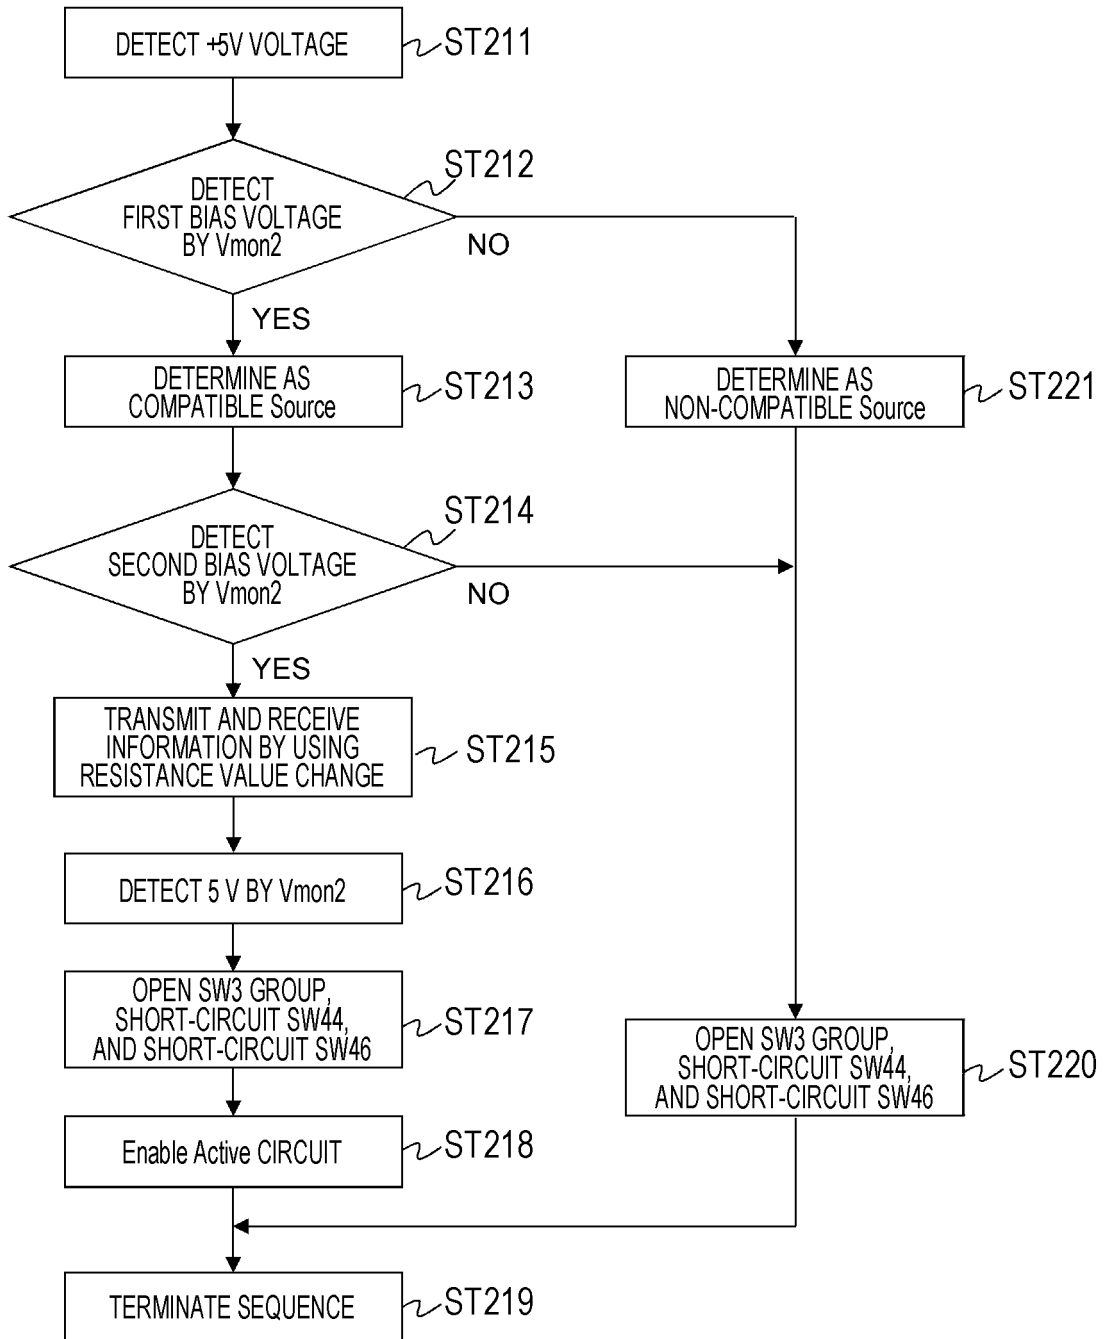 DETECT +5V VOLTAGE
ST211
DETECT
FIRST BIAS VOLTAGE
BY Vmon2
ST212
NO
YES
DETERMINE AS
COMPATIBLE Source
ST213
DETERMINE AS
NON-COMPATIBLE Source
ST221
DETECT
SECOND BIAS VOLTAGE
BY Vmon2
ST214
NO
YES
TRANSMIT AND RECEIVE
INFORMATION BY USING
RESISTANCE VALUE CHANGE
ST215
DETECT 5 V BY Vmon2
ST216
OPEN SW3 GROUP,
SHORT-CIRCUIT SW44,
AND SHORT-CIRCUIT SW46
ST217
OPEN SW3 GROUP,
SHORT-CIRCUIT SW44,
AND SHORT-CIRCUIT SW46
ST220
Enable Active CIRCUIT
ST218
TERMINATE SEQUENCE
ST219